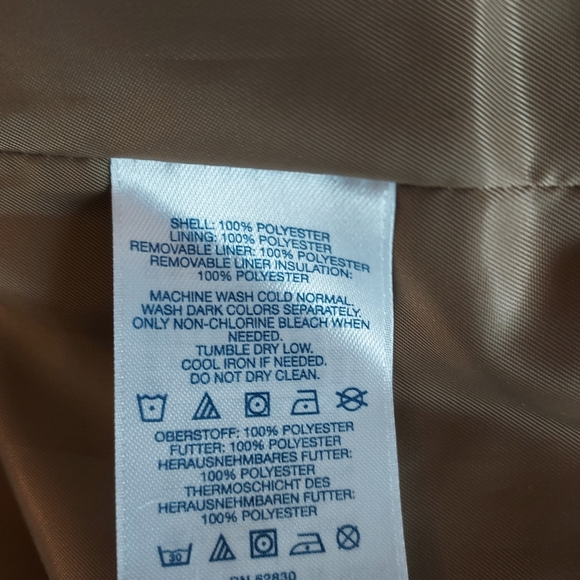 SHELL: 100% POLYESTER
LINING: 100% POLYESTER
REMOVABLE LINER: 100% POLYESTER
REMOVABLE LINER INSULATION:
100% POLYESTER
MACHINE WASH COLD NORMAL.
WASH DARK COLORS SEPARATELY.
ONLY NON-CHLORINE BLEACH WHEN
NEEDED.
TUMBLE DRY LOW.
COOL IRON IF NEEDED.
DO NOT DRY CLEAN.
OBERSTOFF: 100% POLYESTER
FUTTER: 100% POLYESTER
HERAUSNEHMBARES FUTTER:
100% POLYESTER
THERMOSCHICHT DES
HERAUSNEHMBAREN FUTTER:
100% POLYESTER
30
RN 62830